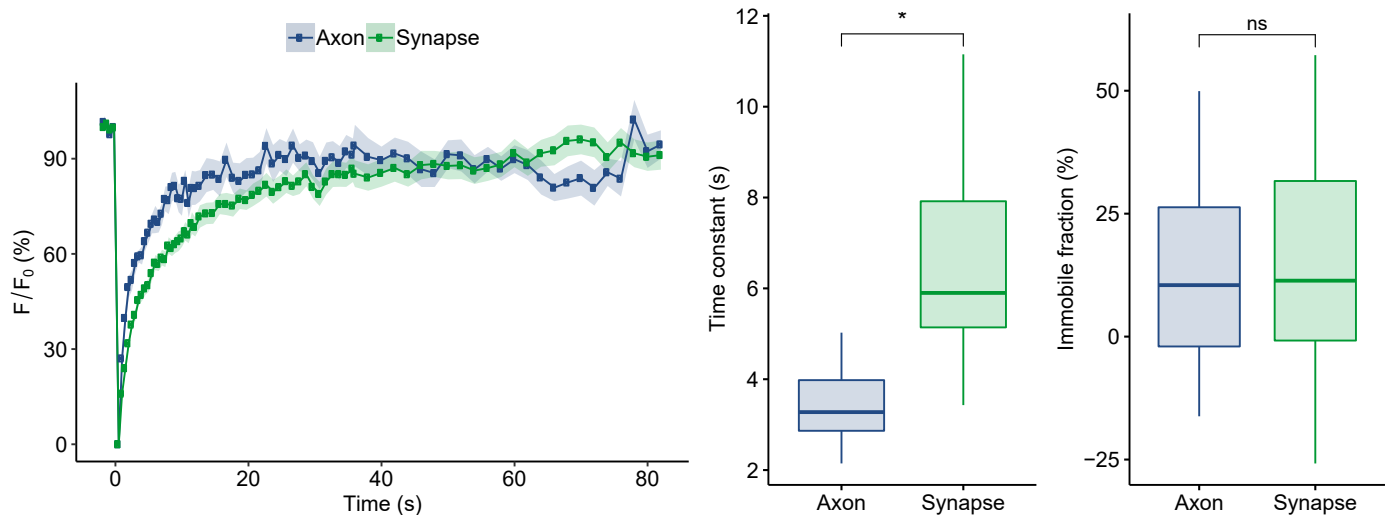 Axon Synapse
F/F0 (%)
90
60
30
0
0 20 40 60 80
Time (s)
Time constant (s)
12
10
8
6
4
2
*
Axon Synapse
Immobile fraction (%)
50
25
0
−25
ns
Axon Synapse